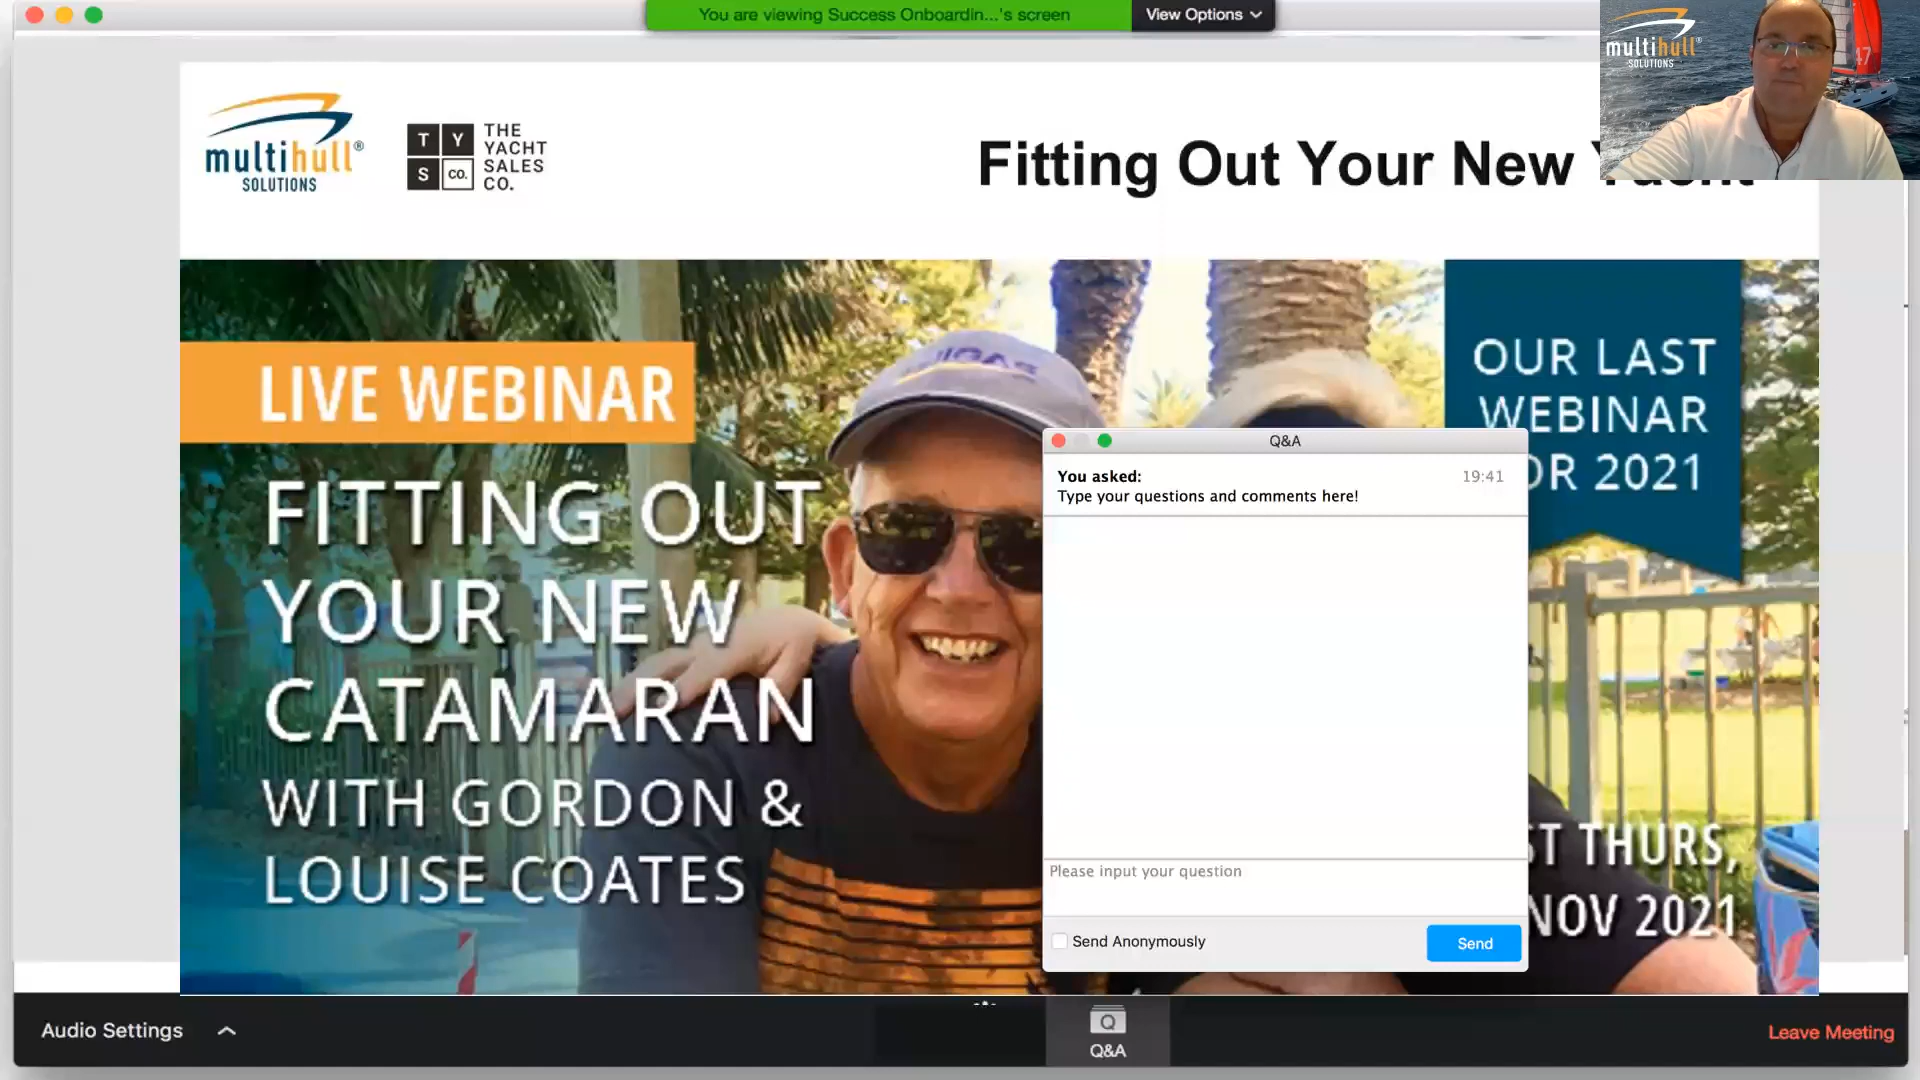 You are viewing Success Onboardin...'s screen
View Options
multihull®
SOLUTIONS
47
multihull®
SOLUTIONS
T Y
S CO.
THE
YACHT
SALES
CO.
Fitting Out Your New
LIVE WEBINAR
FITTING OUT
YOUR NEW
CATAMARAN
WITH GORDON &
LOUISE COATES
OUR LAST
WEBINAR
OR 2021
Q&A
You asked:
19:41
Type your questions and comments here!
Please input your question
Send Anonymously
Send
ST THURS,
NOV 2021
Audio Settings
Q
Q&A
Leave Meeting